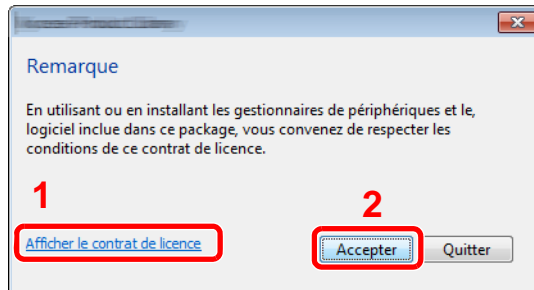 Remarque
En utilisant ou en installant les gestionnaires de périphériques et le,
logiciel inclue dans ce package, vous convenez de respecter les
conditions de ce contrat de licence.
1
2
Afficher le contrat de licence
Accepter
Quitter